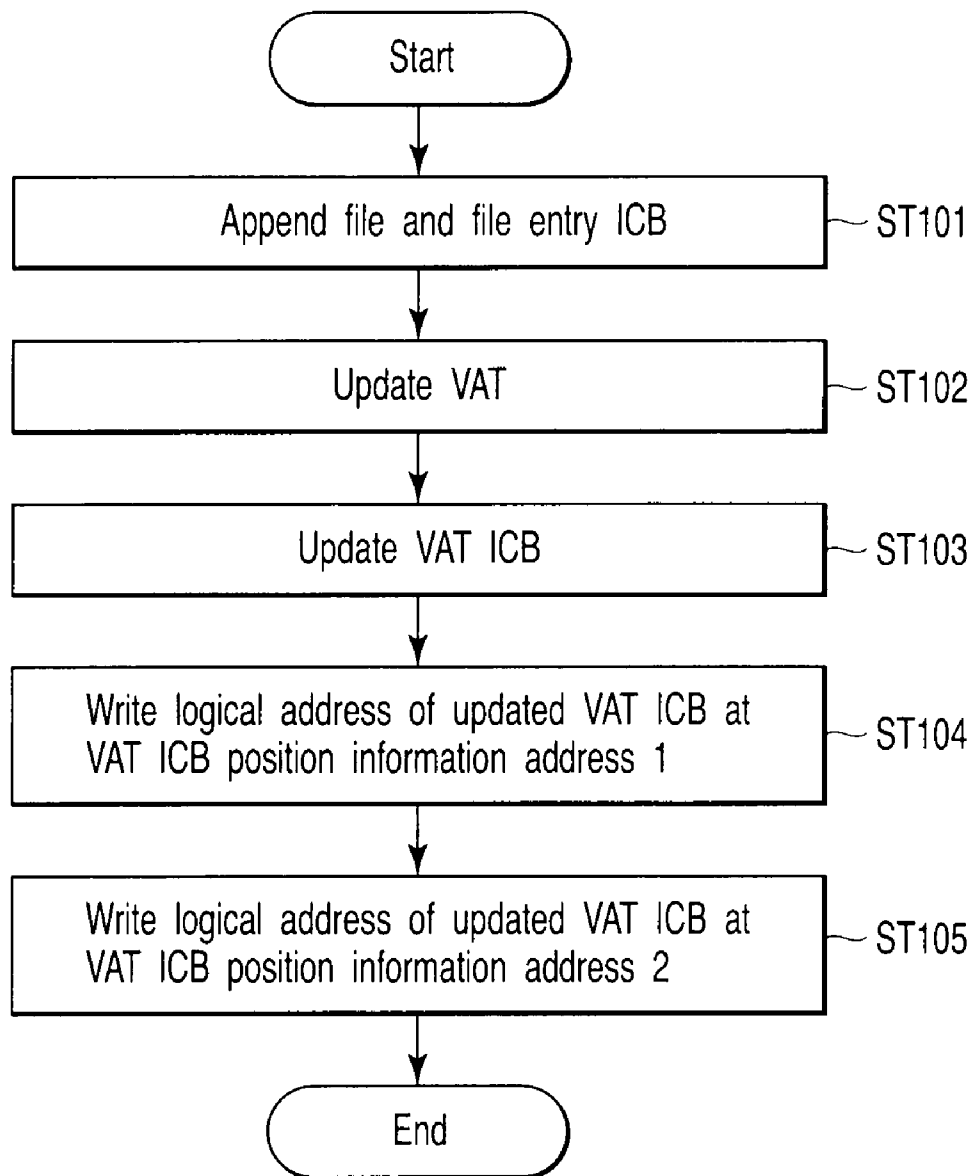 Start
Append file and file entry ICB
ST101
Update VAT
ST102
Update VAT ICB
ST103
Write logical address of updated VAT ICB at
VAT ICB position information address 1
ST104
Write logical address of updated VAT ICB at
VAT ICB position information address 2
ST105
End